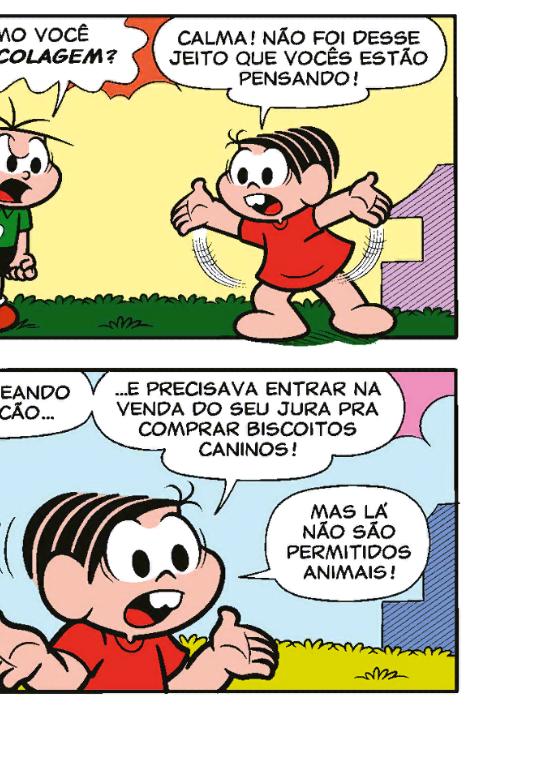 MO VOCÊ
COLAGEM?
CALMA! NÃO FOI DESSE
JEITO QUE VOCÊS ESTÃO
PENSANDO!
EANDO
CÃO...
...E PRECISAVA ENTRAR NA
VENDA DO SEU JURA PRA
COMPRAR BISCOITOS
CANINOS!
MAS LÁ
NÃO SÃO
PERMITIDOS
ANIMAIS!